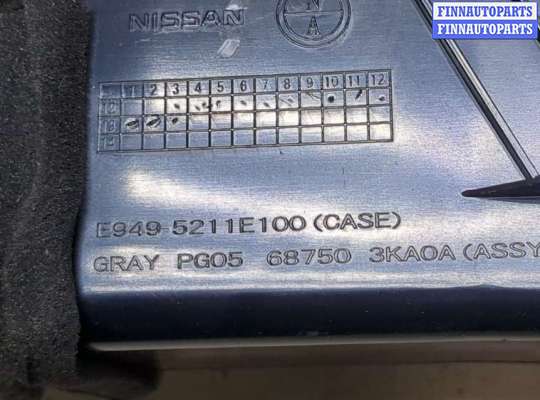 FINNAUTOPARTS
FINNAUTOPARTS
NISSAN
N
A
1 2 3 4 5 6 7 8 9 10 11 12
E949-5211E100 (CASE)
GRAY PG05 68750 3KA0A (ASSY